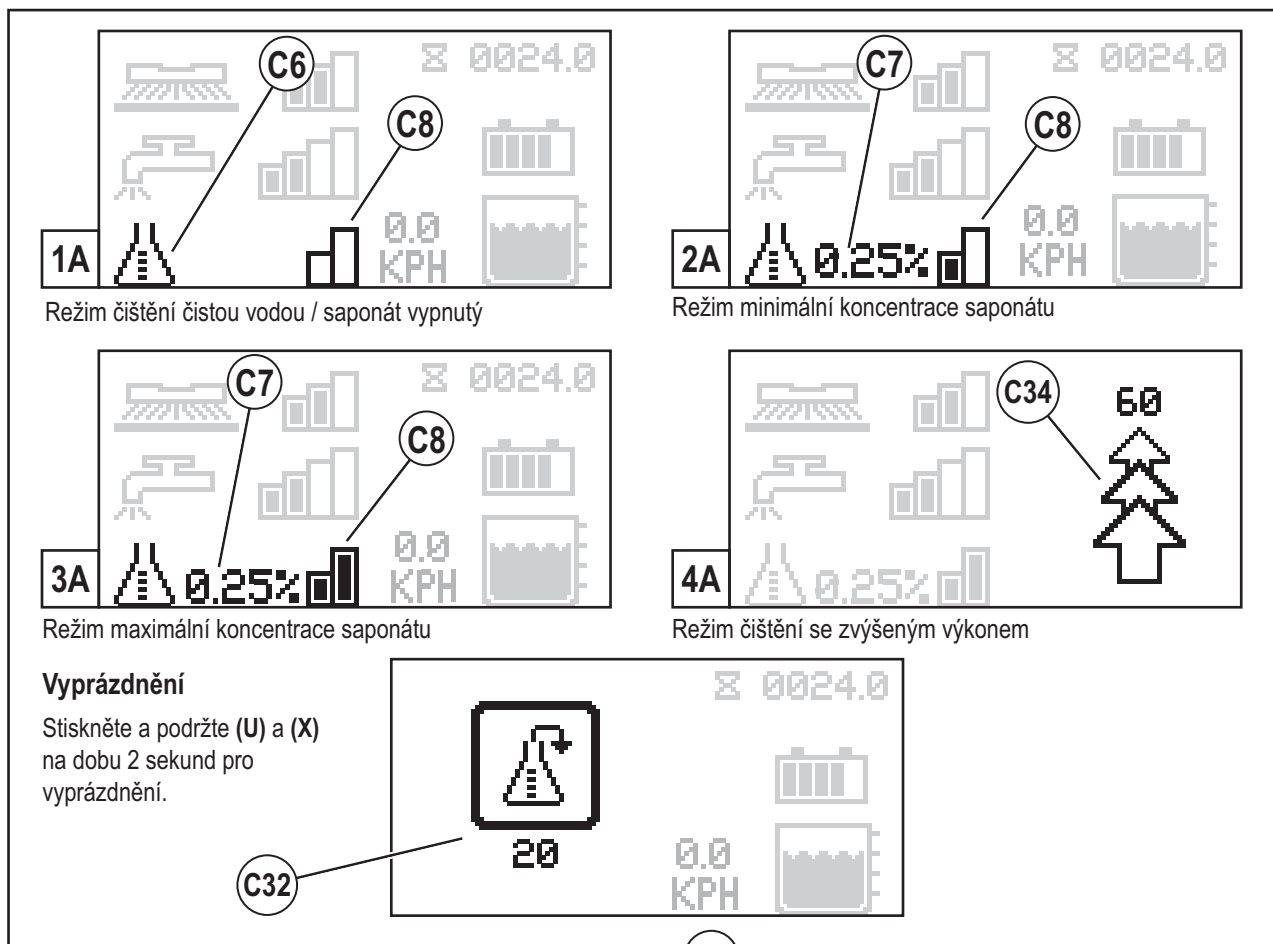 C6
C8
0024.0
0.0
KPH
1A
Režim čištění čistou vodou / saponát vypnutý
C7
C8
0024.0
0.25%
0.0
KPH
2A
Režim minimální koncentrace saponátu
C7
C8
0024.0
0.25%
0.0
KPH
3A
Režim maximální koncentrace saponátu
C34
60
0.25%
4A
Režim čištění se zvýšeným výkonem
Vyprázdnění
Stiskněte a podržte (U) a (X)
na dobu 2 sekund pro
vyprázdnění.
0024.0
20
0.0
KPH
C32